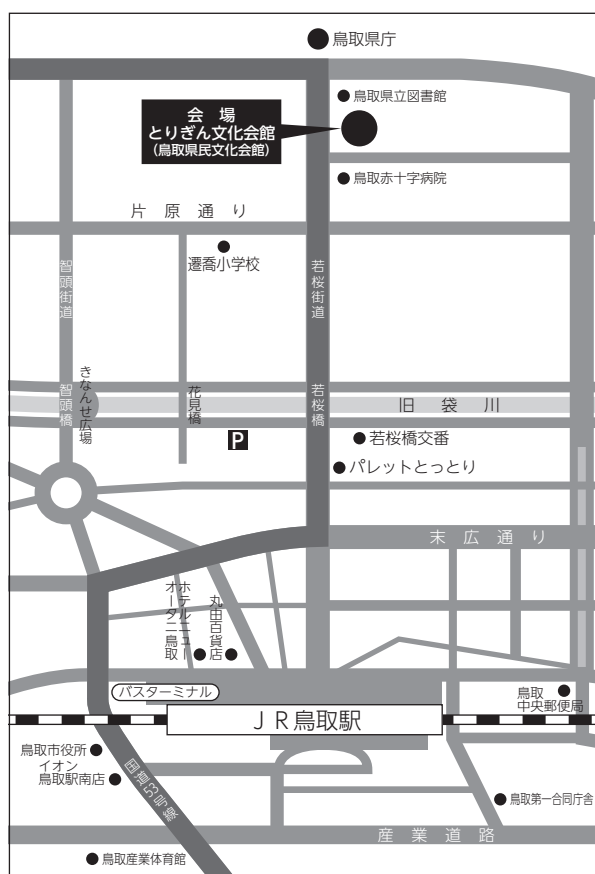 鳥取県庁
鳥取県立図書館
会 場
とりぎん文化会館
(鳥取県民文化会館)
鳥取赤十字病院
片原通り
遷喬小学校
智頭街道
若桜街道
きなんせ広場
智頭橋
花見橋
若桜橋
旧袋川
P
若桜橋交番
パレットとっとり
末広通り
ホテルニュー
オータニ鳥取
丸由百貨店
バスターミナル
鳥取
中央郵便局
JR鳥取駅
鳥取市役所
イオン
鳥取駅南店
国道53号線
鳥取第一合同庁舎
産業道路
鳥取産業体育館